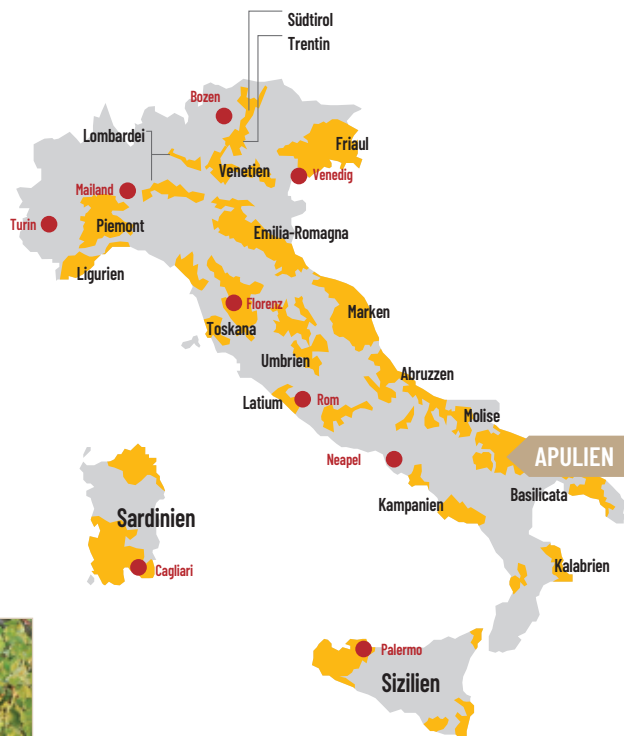 Südtirol
Trentin
Bozen
Lombardei
Friaul
Venetien
Venedig
Mailand
Turin
Piemont
Emilia-Romagna
Ligurien
Florenz
Marken
Toskana
Umbrien
Abruzzen
Latium
Rom
Molise
Neapel
APULIEN
Basilicata
Kampanien
Sardinien
Kalabrien
Cagliari
Palermo
Sizilien